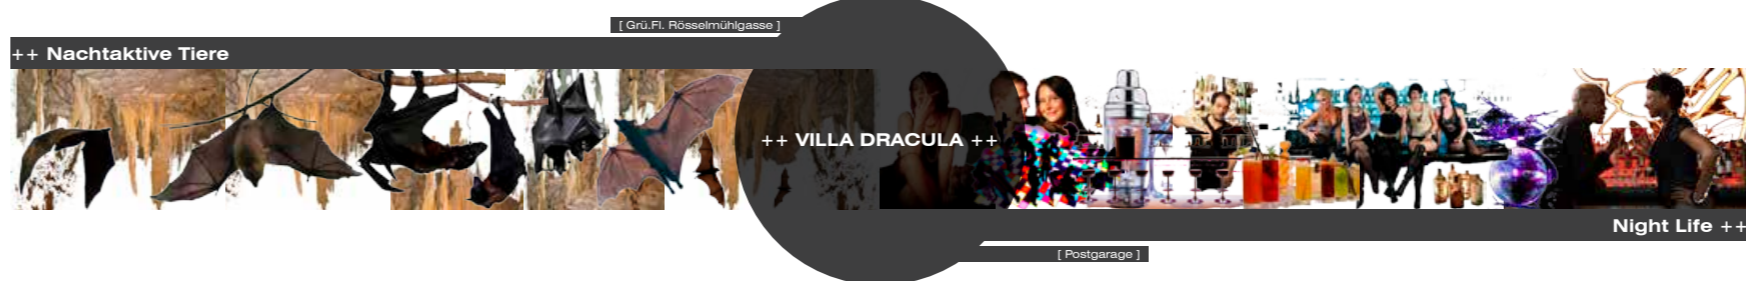 [ Grü.Fl. Rösselmühlgasse ]
++ Nachtaktive Tiere
++ VILLA DRACULA ++
Night Life ++
[ Postgarage ]